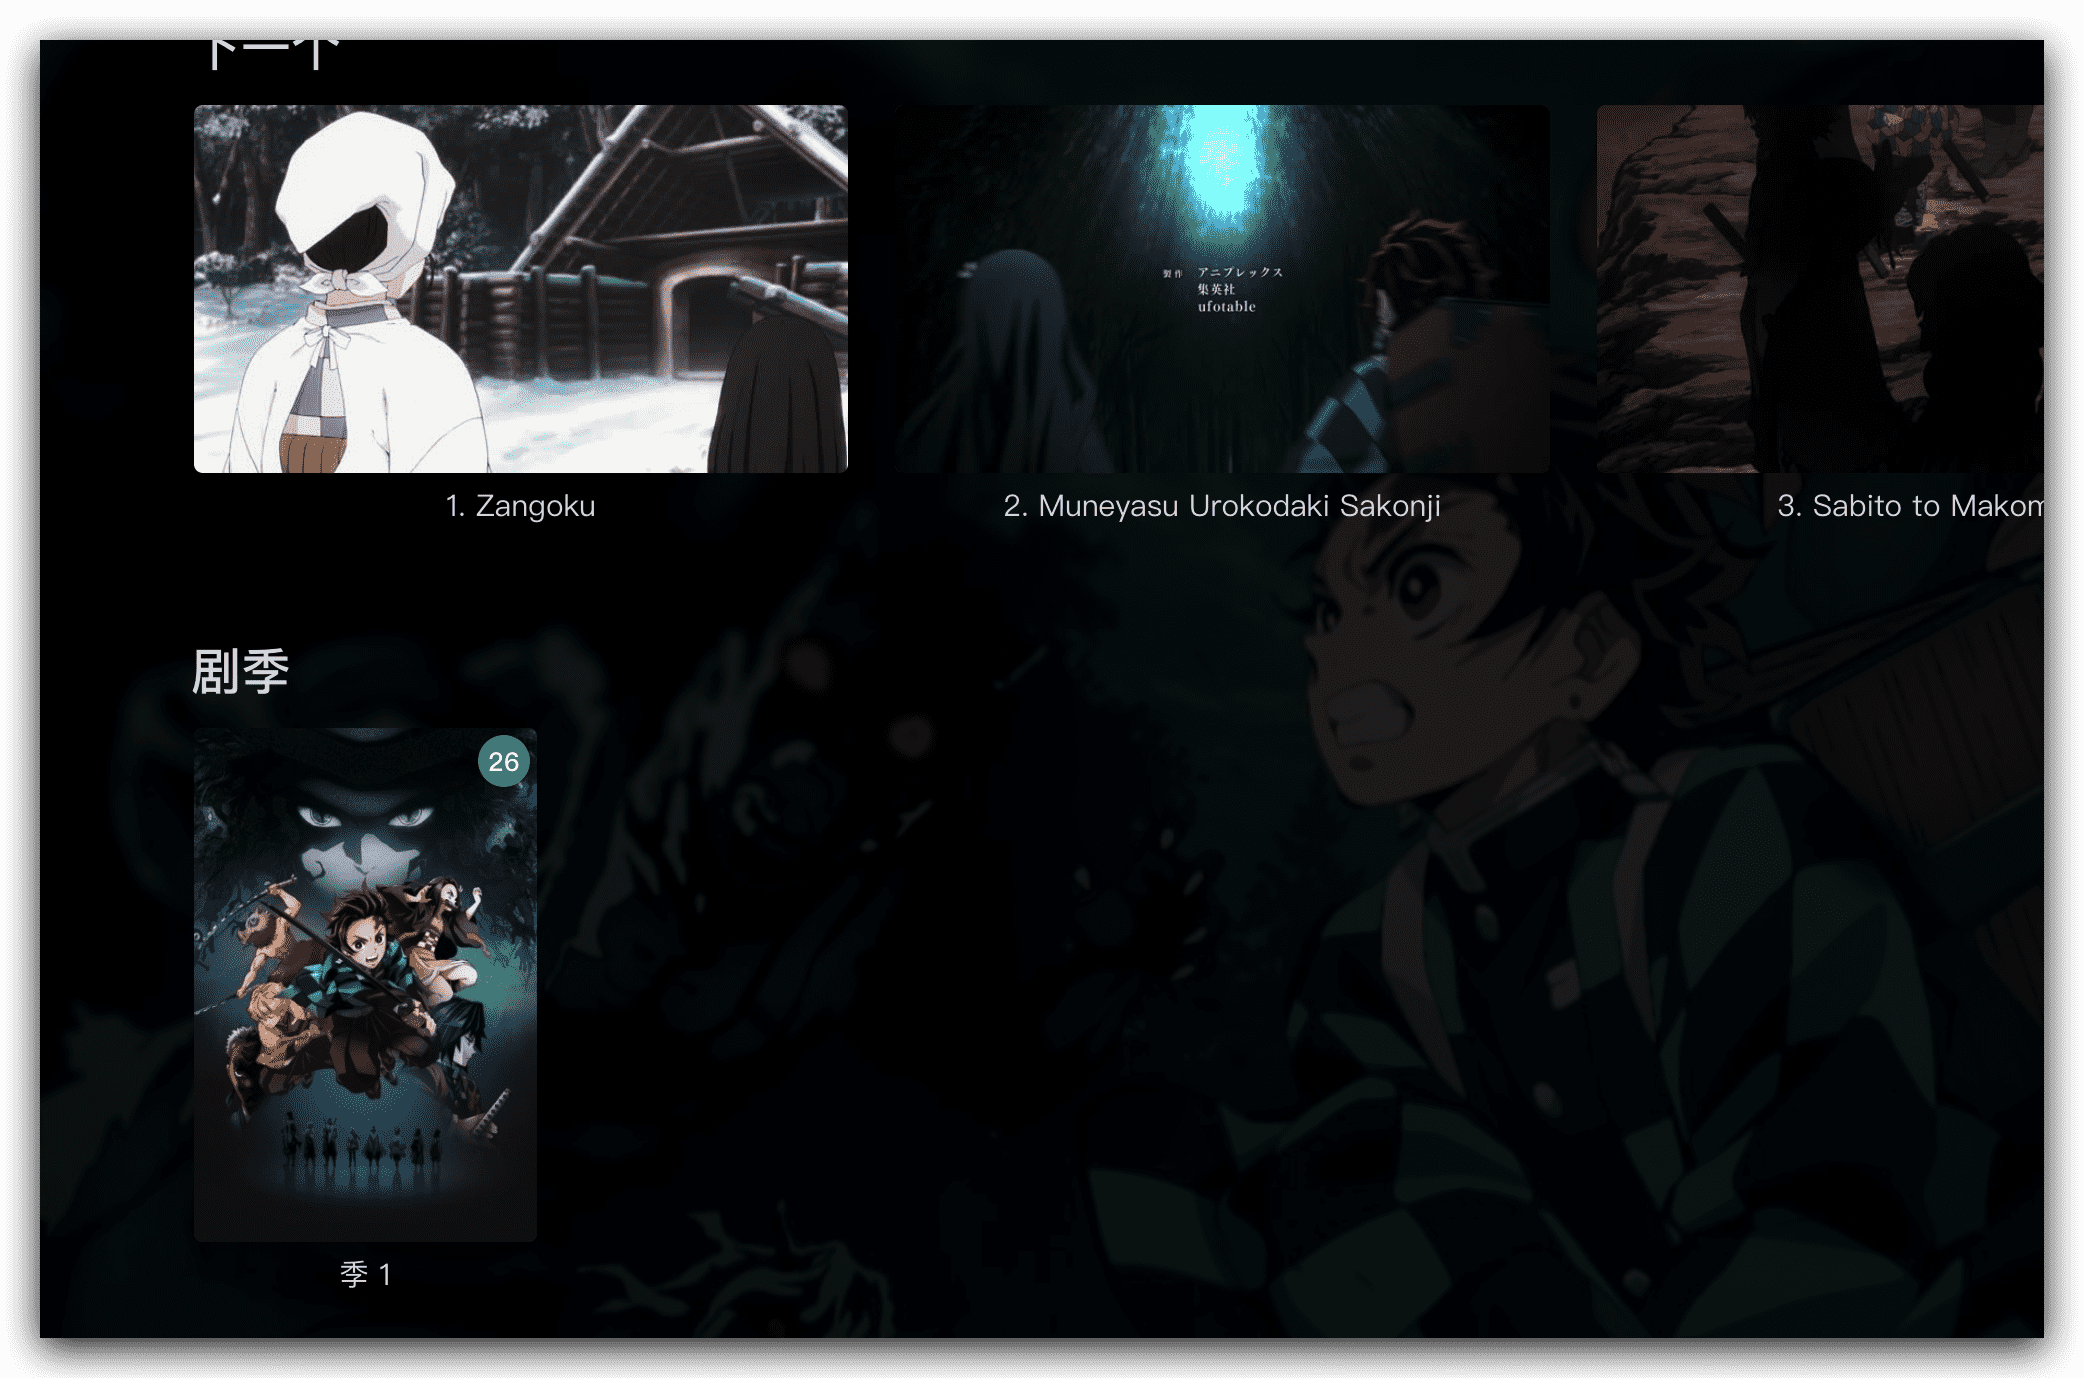 下一个
製作 アニプレックス
集英社
ufotable
1. Zangoku
2. Muneyasu Urokodaki Sakonji
3. Sabito to Makom
剧季
26
季 1